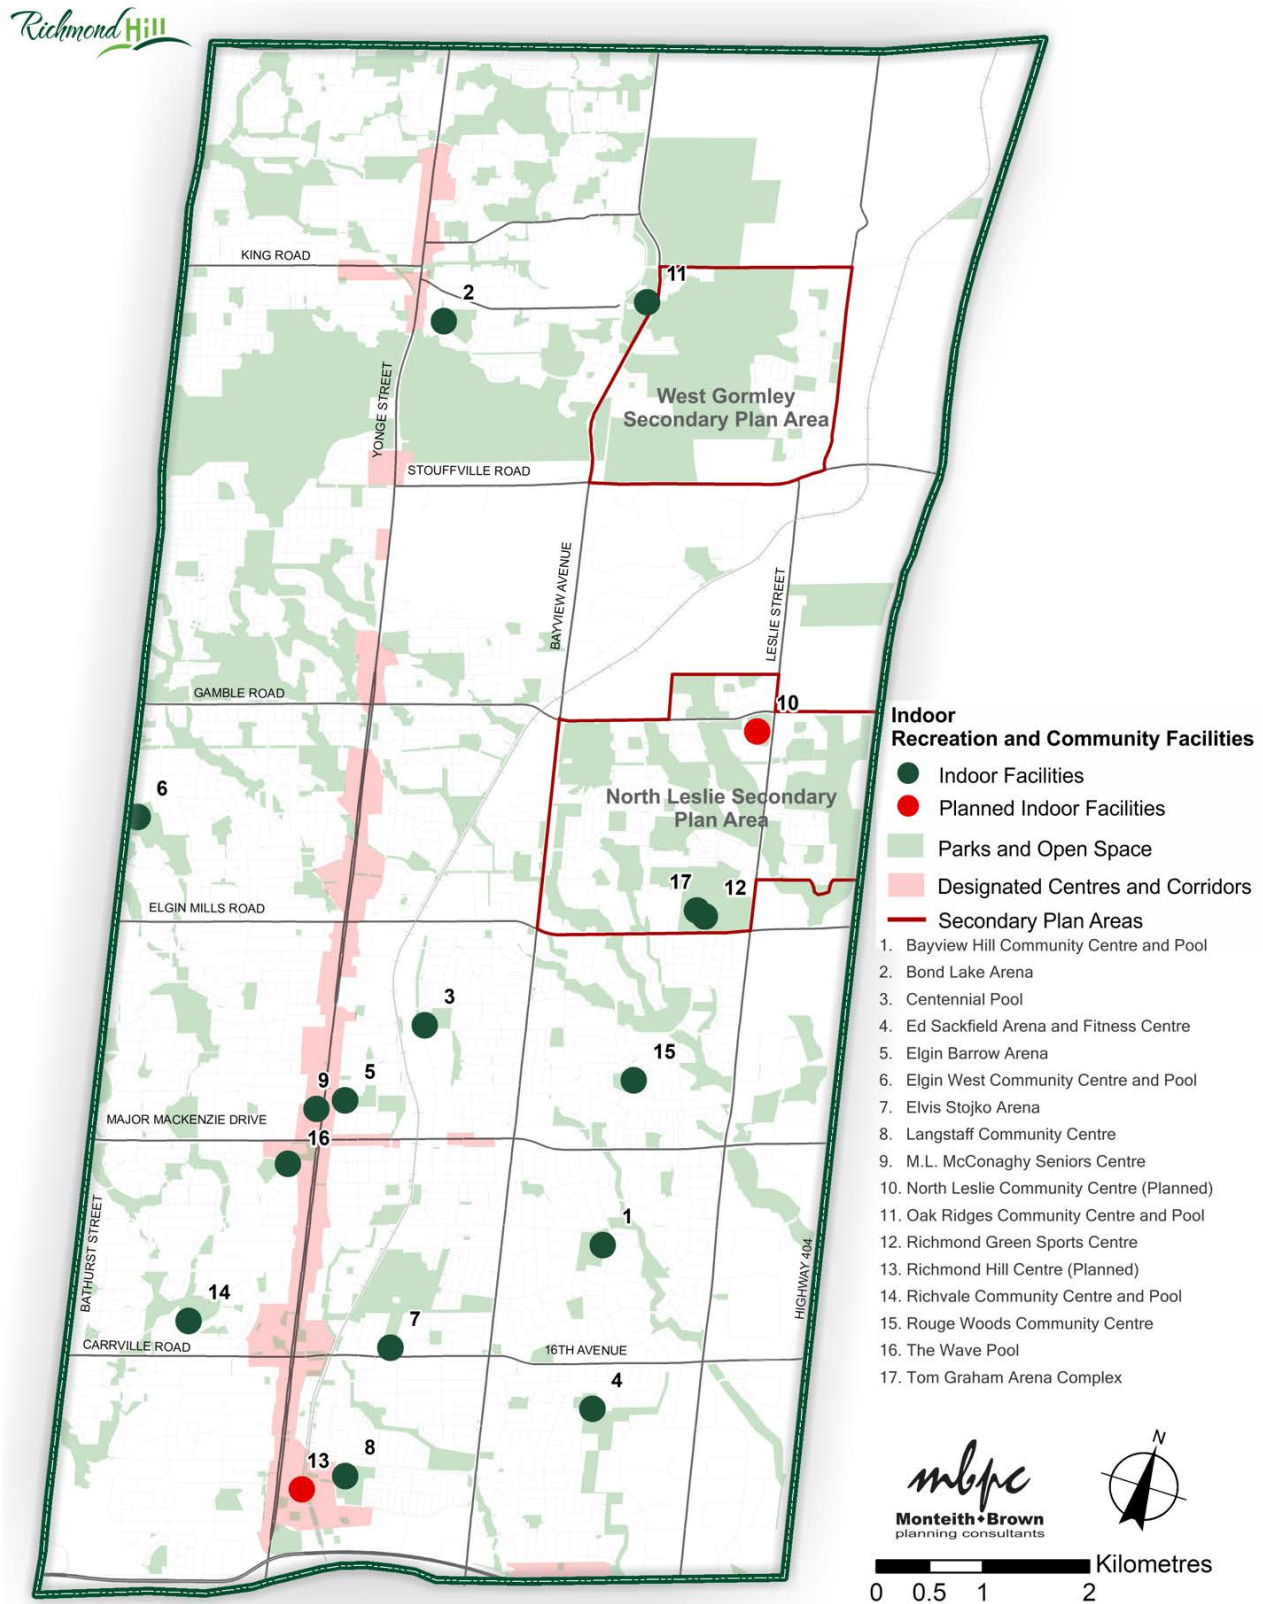 Richmond Hill
KING ROAD
2
11
West Gormley
Secondary Plan Area
YONGE STREET
STOUFFVILLE ROAD
BAYVIEW AVENUE
LESLIE STREET
GAMBLE ROAD
10
6
North Leslie Secondary
Plan Area
17
12
ELGIN MILLS ROAD
3
15
9
5
MAJOR MACKENZIE DRIVE
16
BATHURST STREET
1
HIGHWAY 404
14
7
CARRVILLE ROAD
16TH AVENUE
4
13
8
Indoor
Recreation and Community Facilities
Indoor Facilities
Planned Indoor Facilities
Parks and Open Space
Designated Centres and Corridors
Secondary Plan Areas
1. Bayview Hill Community Centre and Pool
2. Bond Lake Arena
3. Centennial Pool
4. Ed Sackfield Arena and Fitness Centre
5. Elgin Barrow Arena
6. Elgin West Community Centre and Pool
7. Elvis Stojko Arena
8. Langstaff Community Centre
9. M.L. McConaghy Seniors Centre
10. North Leslie Community Centre (Planned)
11. Oak Ridges Community Centre and Pool
12. Richmond Green Sports Centre
13. Richmond Hill Centre (Planned)
14. Richvale Community Centre and Pool
15. Rouge Woods Community Centre
16. The Wave Pool
17. Tom Graham Arena Complex
mbpc
Monteith♦Brown
planning consultants
N
Kilometres
0 0.5 1 2